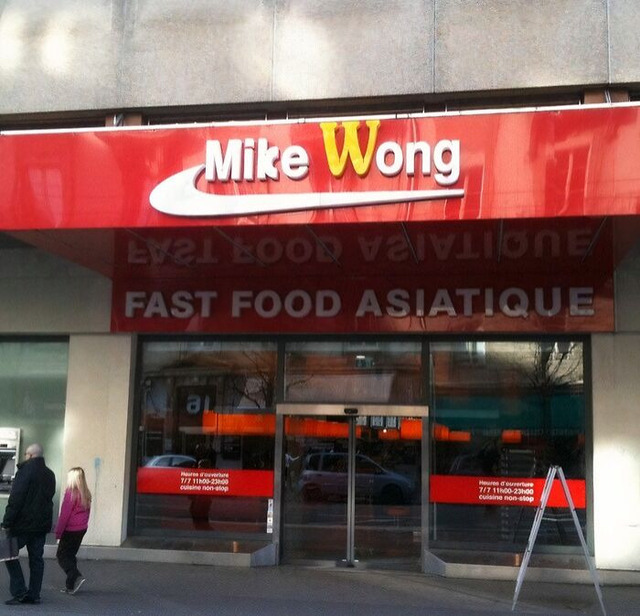 Mike Wong
FAST FOOD ASIATIQUE
Heures d'ouverture
7/7 11h00-23h00
cuisine non-stop
Heures d'ouverture
7/7 11h00-23h00
cuisine non-stop